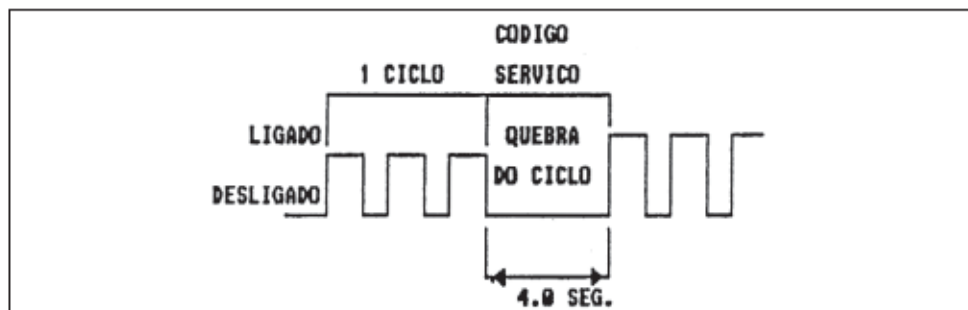 CODIGO
1 CICLO SERVICO
LIGADO QUEBRA
DO CICLO
DESLIGADO
4.0 SEG.